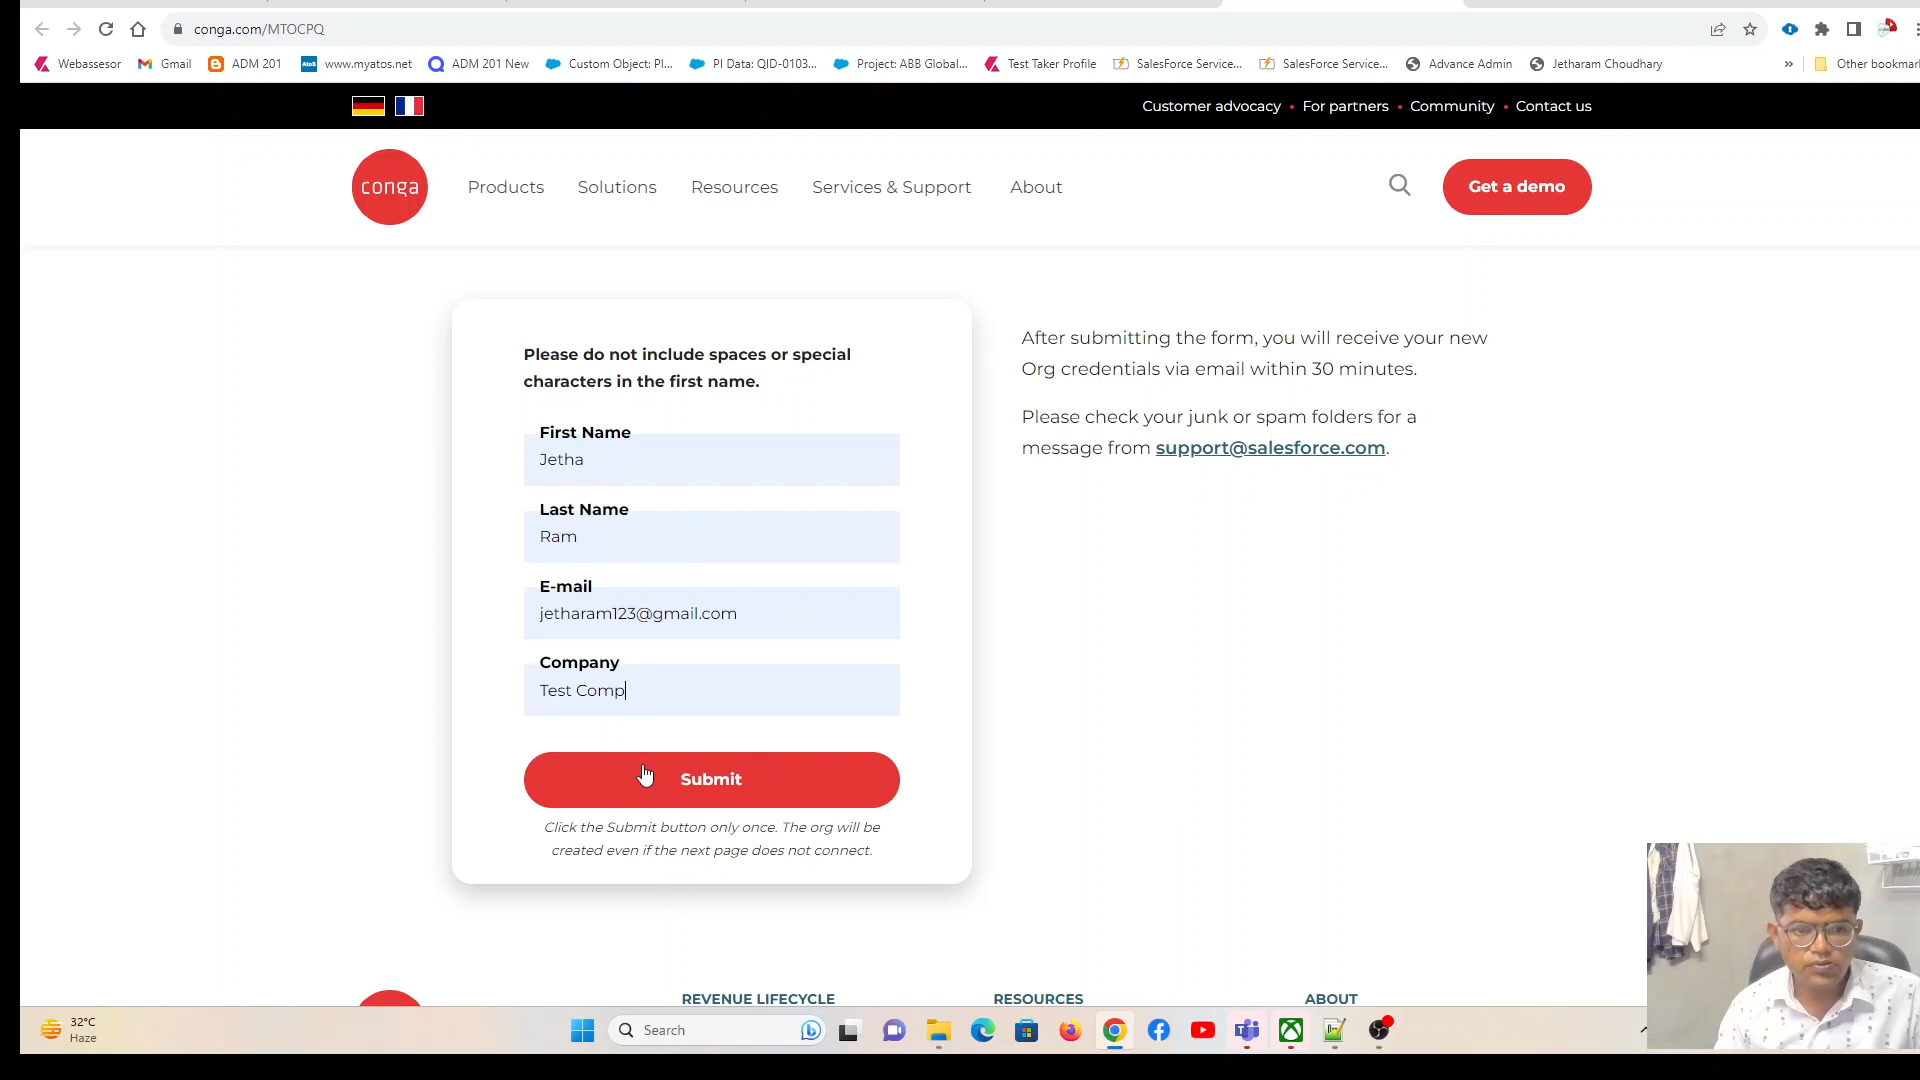 conga.com/MTOCPQ
Webassesor Gmail ADM 201 www.myatos.net ADM 201 New Custom Object: Pl... PI Data: QID-0103... Project: ABB Global... Test Taker Profile SalesForce Service... SalesForce Service... Advance Admin Jetharam Choudhary » Other bookmar
Customer advocacy • For partners • Community • Contact us
conga Products Solutions Resources Services & Support About Get a demo
Please do not include spaces or special
characters in the first name.
First Name
Jetha
Last Name
Ram
E-mail
jetharam123@gmail.com
Company
Test Comp
Submit
Click the Submit button only once. The org will be
created even if the next page does not connect.
After submitting the form, you will receive your new
Org credentials via email within 30 minutes.
Please check your junk or spam folders for a
message from support@salesforce.com.
REVENUE LIFECYCLE RESOURCES ABOUT
32°C
Haze
Search